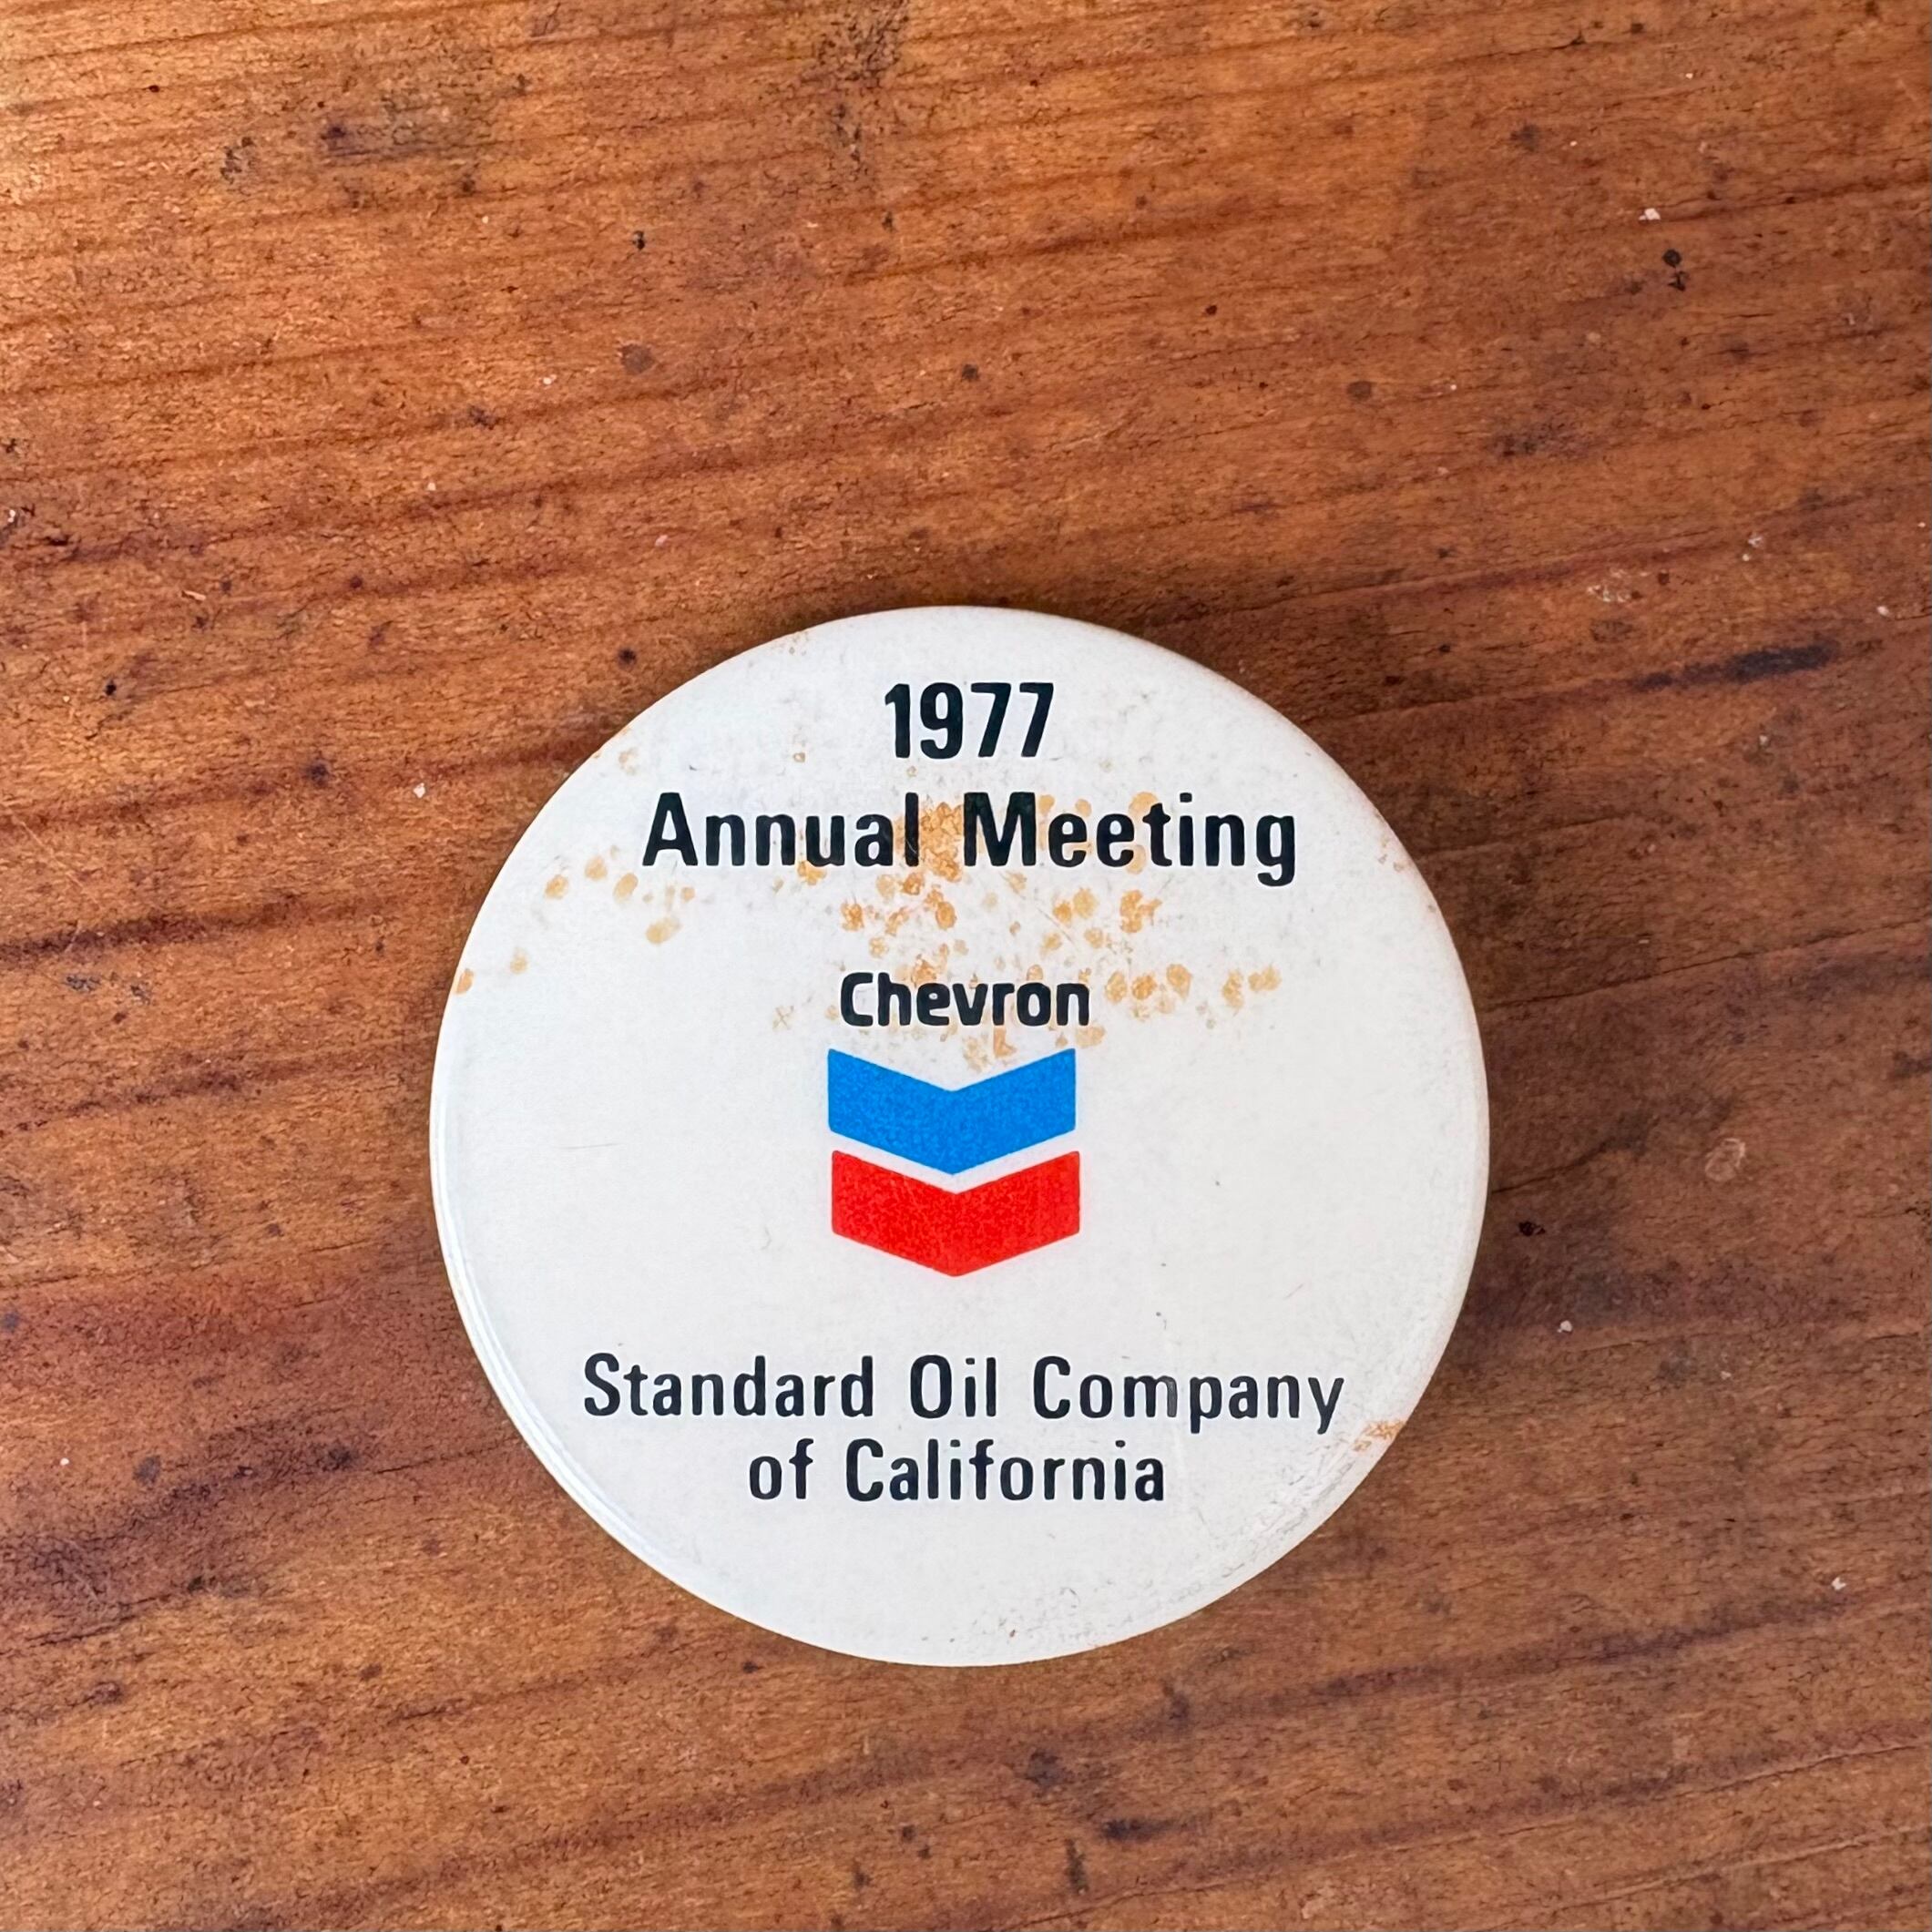 1977
Annual Meeting
Chevron
Standard Oil Company
of California